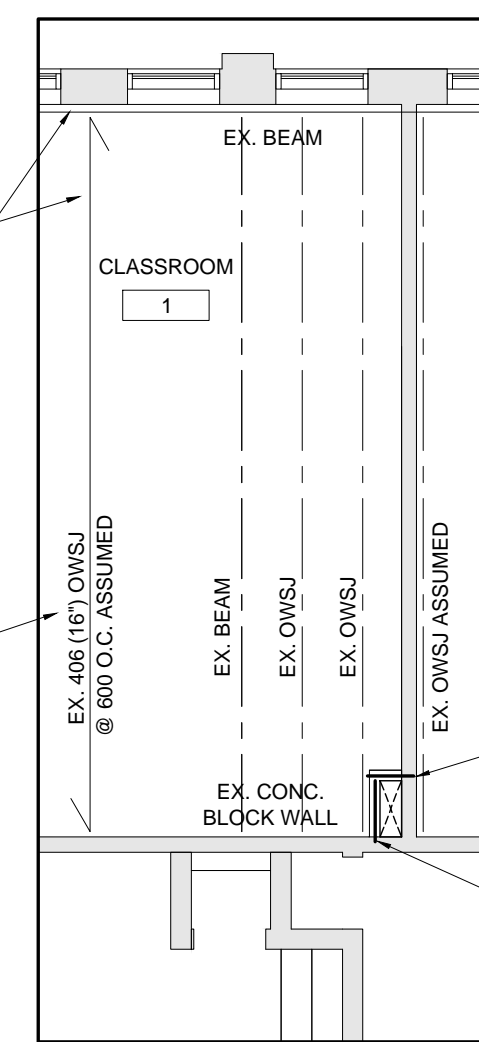 EX. BEAM
CLASSROOM
1
EX. 406 (16") OWSJ
@ 600 O.C. ASSUMED
EX. BEAM
EX. OWSJ
EX. OWSJ
EX. OWSJ ASSUMED
EX. CONC.
BLOCK WALL